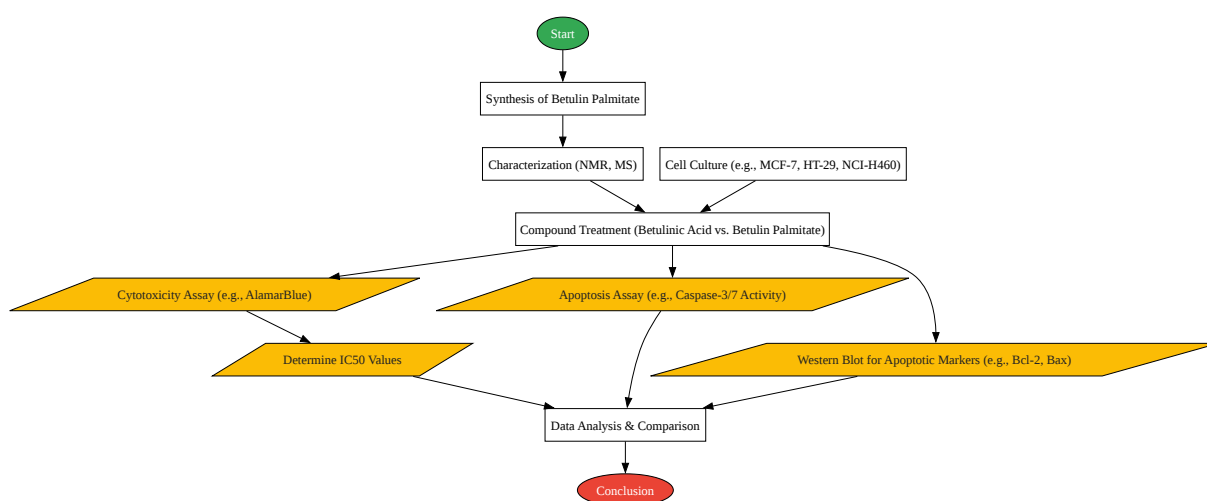 Start
Synthesis of Betulin Palmitate
Characterization (NMR, MS)
Cell Culture (e.g., MCF-7, HT-29, NCI-H460)
Compound Treatment (Betulinic Acid vs. Betulin Palmitate)
Cytotoxicity Assay (e.g., AlamarBlue)
Apoptosis Assay (e.g., Caspase-3/7 Activity)
Determine IC50 Values
Western Blot for Apoptotic Markers (e.g., Bcl-2, Bax)
Data Analysis & Comparison
Conclusion